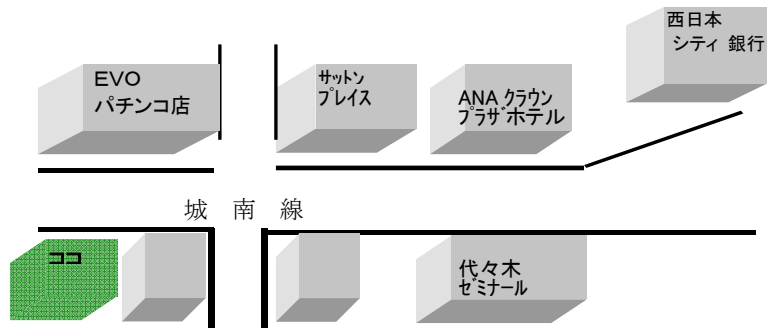 西日本
シティ 銀行
EVO
パチンコ店
サットン
プレイス
ANA クラウン
プラザホテル
城 南 線
ココ
代々木
ゼミナール